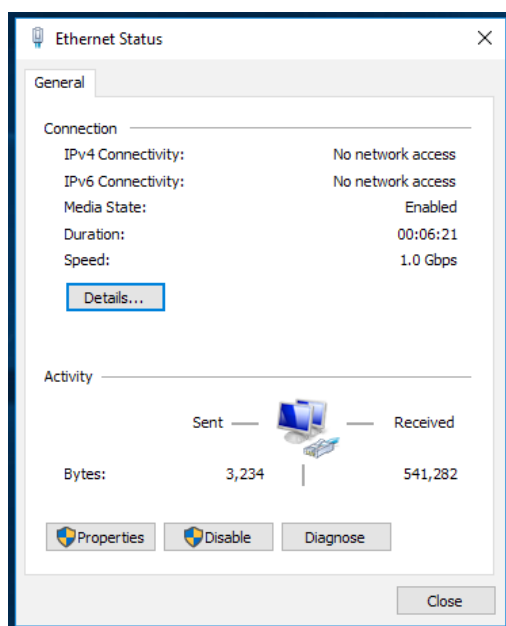 Ethernet Status
General
Connection
IPv4 Connectivity: No network access
IPv6 Connectivity: No network access
Media State: Enabled
Duration: 00:06:21
Speed: 1.0 Gbps
Details...
Activity
Sent Received
Bytes: 3,234 541,282
Properties Disable Diagnose
Close